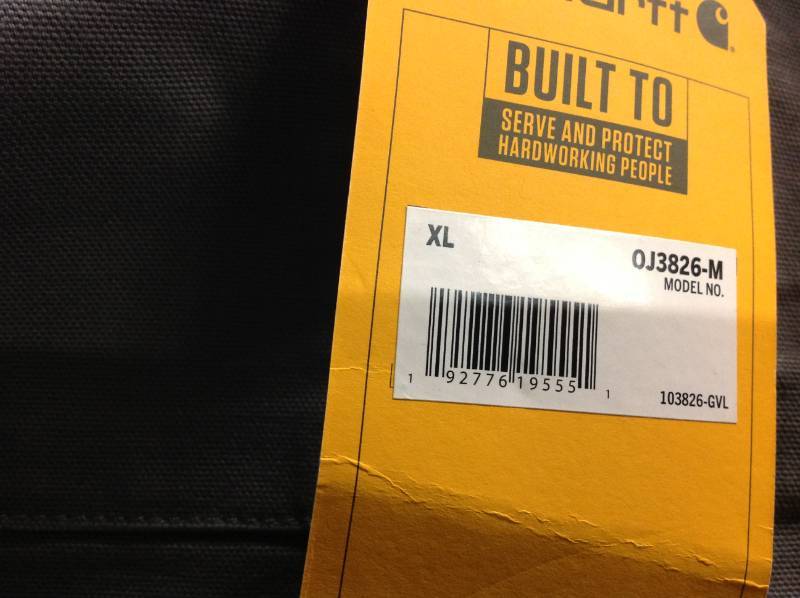 BUILT TO
SERVE AND PROTECT
HARDWORKING PEOPLE
XL
OJ3826-M
MODEL NO.
1 92776 19555 1
103826-GVL